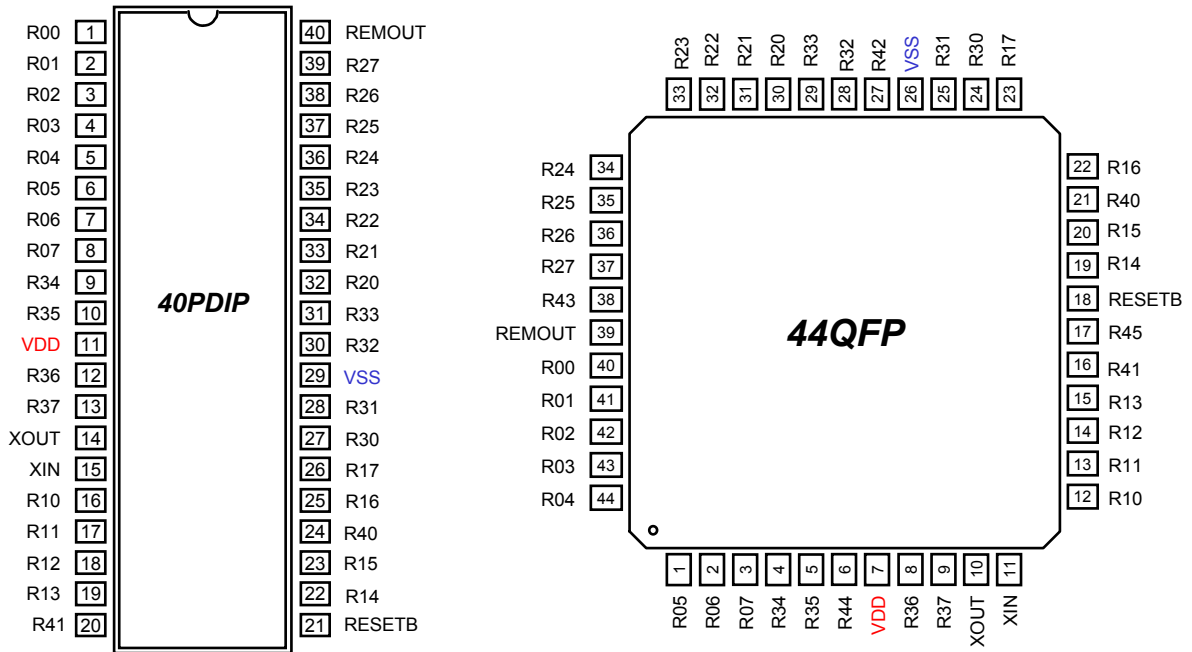 R00 1
R01 2
R02 3
R03 4
R04 5
R05 6
R06 7
R07 8
R34 9
R35 10
VDD 11
R36 12
R37 13
XOUT 14
XIN 15
R10 16
R11 17
R12 18
R13 19
R41 20
40PDIP
40 REMOUT
39 R27
38 R26
37 R25
36 R24
35 R23
34 R22
33 R21
32 R20
31 R33
30 R32
29 VSS
28 R31
27 R30
26 R17
25 R16
24 R40
23 R15
22 R14
21 RESETB
R23 R22 R21 R20 R33 R32 R42 VSS R31 R30 R17
33 32 31 30 29 28 27 26 25 24 23
R24 34
R25 35
R26 36
R27 37
R43 38
REMOUT 39
R00 40
R01 41
R02 42
R03 43
R04 44
44QFP
22 R16
21 R40
20 R15
19 R14
18 RESETB
17 R45
16 R41
15 R13
14 R12
13 R11
12 R10
1 2 3 4 5 6 7 8 9 10 11
R05 R06 R07 R34 R35 R44 VDD R36 R37 XOUT XIN